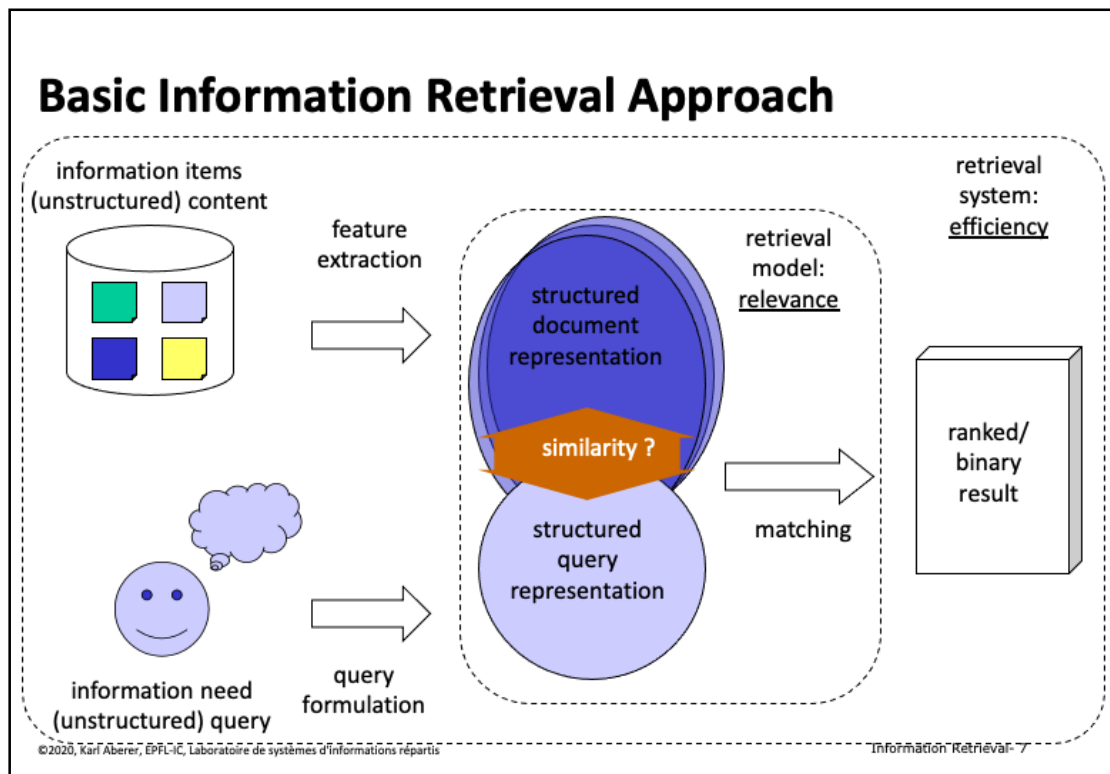 Basic Information Retrieval Approach
information items
(unstructured) content
feature
extraction
structured
document
representation
retrieval
model:
relevance
retrieval
system:
efficiency
similarity ?
structured
query
representation
matching
ranked/
binary
result
information need
(unstructured) query
query
formulation
©2020, Karl Aberer, EPFL-IC, Laboratoire de systèmes d'informations répartis
Information Retrieval- 7